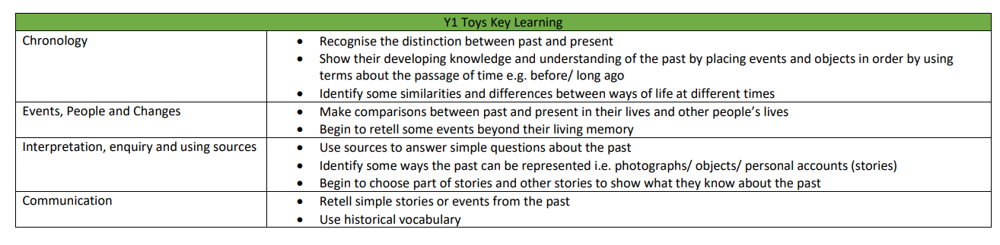 Y1 Toys Key Learning
Chronology
• Recognise the distinction between past and present
• Show their developing knowledge and understanding of the past by placing events and objects in order by using
terms about the passage of time e.g. before/ long ago
• Identify some similarities and differences between ways of life at different times
Events, People and Changes
• Make comparisons between past and present in their lives and other people’s lives
• Begin to retell some events beyond their living memory
Interpretation, enquiry and using sources
• Use sources to answer simple questions about the past
• Identify some ways the past can be represented i.e. photographs/ objects/ personal accounts (stories)
• Begin to choose part of stories and other stories to show what they know about the past
Communication
• Retell simple stories or events from the past
• Use historical vocabulary